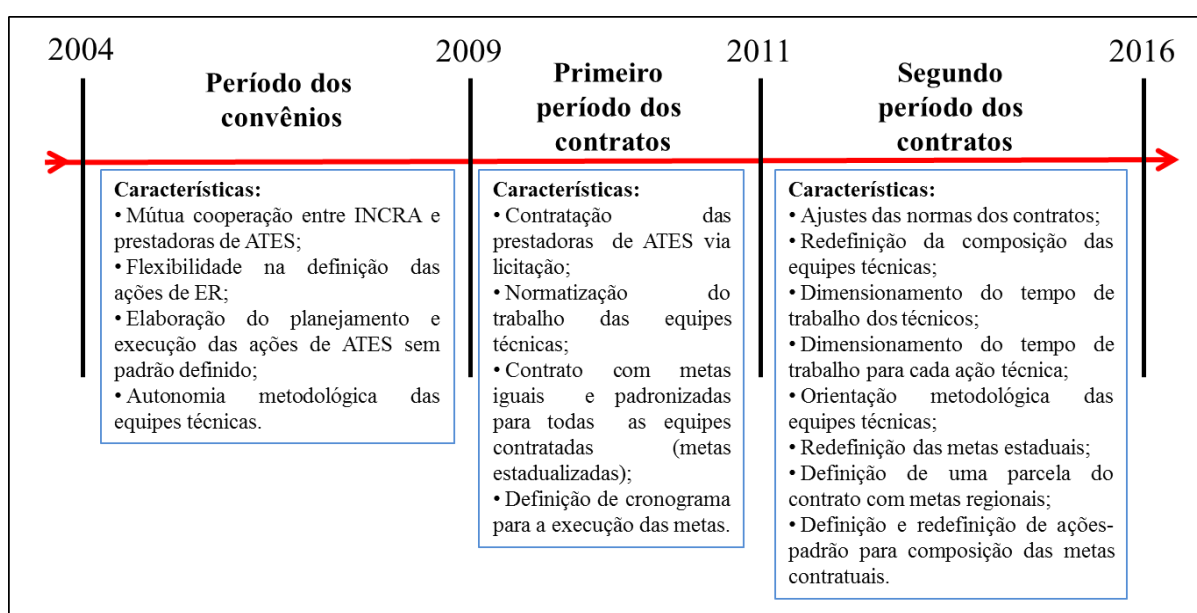 2004
2009
2011
2016
Período dos
convênios
Primeiro
período dos
contratos
Segundo
período dos
contratos
Características:
• Mútua cooperação entre INCRA e
prestadoras de ATES;
• Flexibilidade na definição das
ações de ER;
• Elaboração do planejamento e
execução das ações de ATES sem
padrão definido;
• Autonomia metodológica das
equipes técnicas.
Características:
• Contratação das
prestadoras de ATES via
licitação;
• Normatização do
trabalho das equipes
técnicas;
• Contrato com metas
iguais e padronizadas
para todas as equipes
contratadas (metas
estadualizadas);
• Definição de cronograma
para a execução das metas.
Características:
• Ajustes das normas dos contratos;
• Redefinição da composição das
equipes técnicas;
• Dimensionamento do tempo de
trabalho dos técnicos;
• Dimensionamento do tempo de
trabalho para cada ação técnica;
• Orientação metodológica das
equipes técnicas;
• Redefinição das metas estaduais;
• Definição de uma parcela do
contrato com metas regionais;
• Definição e redefinição de ações-
padrão para composição das metas
contratuais.